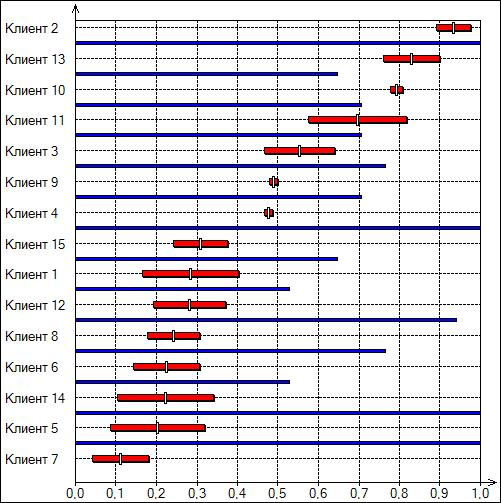 Клиент 2
Клиент 13
Клиент 10
Клиент 11
Клиент 3
Клиент 9
Клиент 4
Клиент 15
Клиент 1
Клиент 12
Клиент 8
Клиент 6
Клиент 14
Клиент 5
Клиент 7
0,0 0,1 0,2 0,3 0,4 0,5 0,6 0,7 0,8 0,9 1,0